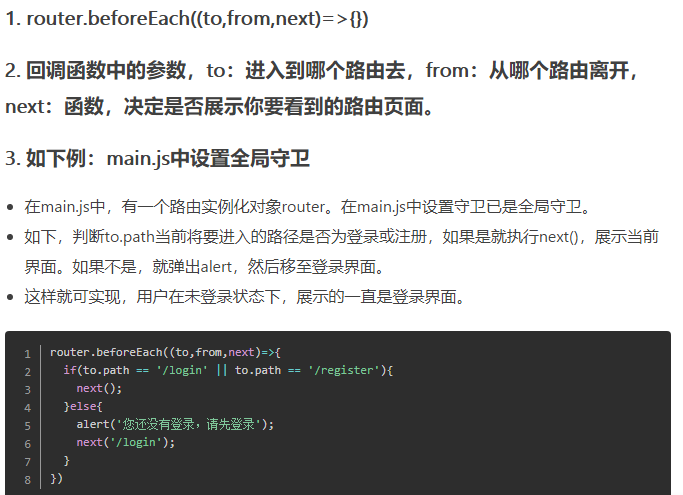 1. router.beforeEach((to,from,next)=>{})
2. 回调函数中的参数，to：进入到哪个路由去，from：从哪个路由离开，
next：函数，决定是否展示你要看到的路由页面。
3. 如下例：main.js中设置全局守卫
在main.js中，有一个路由实例化对象router。在main.js中设置守卫已是全局守卫。
如下，判断to.path当前将要进入的路径是否为登录或注册，如果是就执行next()，展示当前
界面。如果不是，就弹出alert，然后移至登录界面。
这样就可实现，用户在未登录状态下，展示的一直是登录界面。
1 router.beforeEach((to,from,next)=>{
2 if(to.path == '/login' || to.path == '/register'){
3 next();
4 }else{
5 alert('您还没有登录，请先登录');
6 next('/login');
7 }
8 })